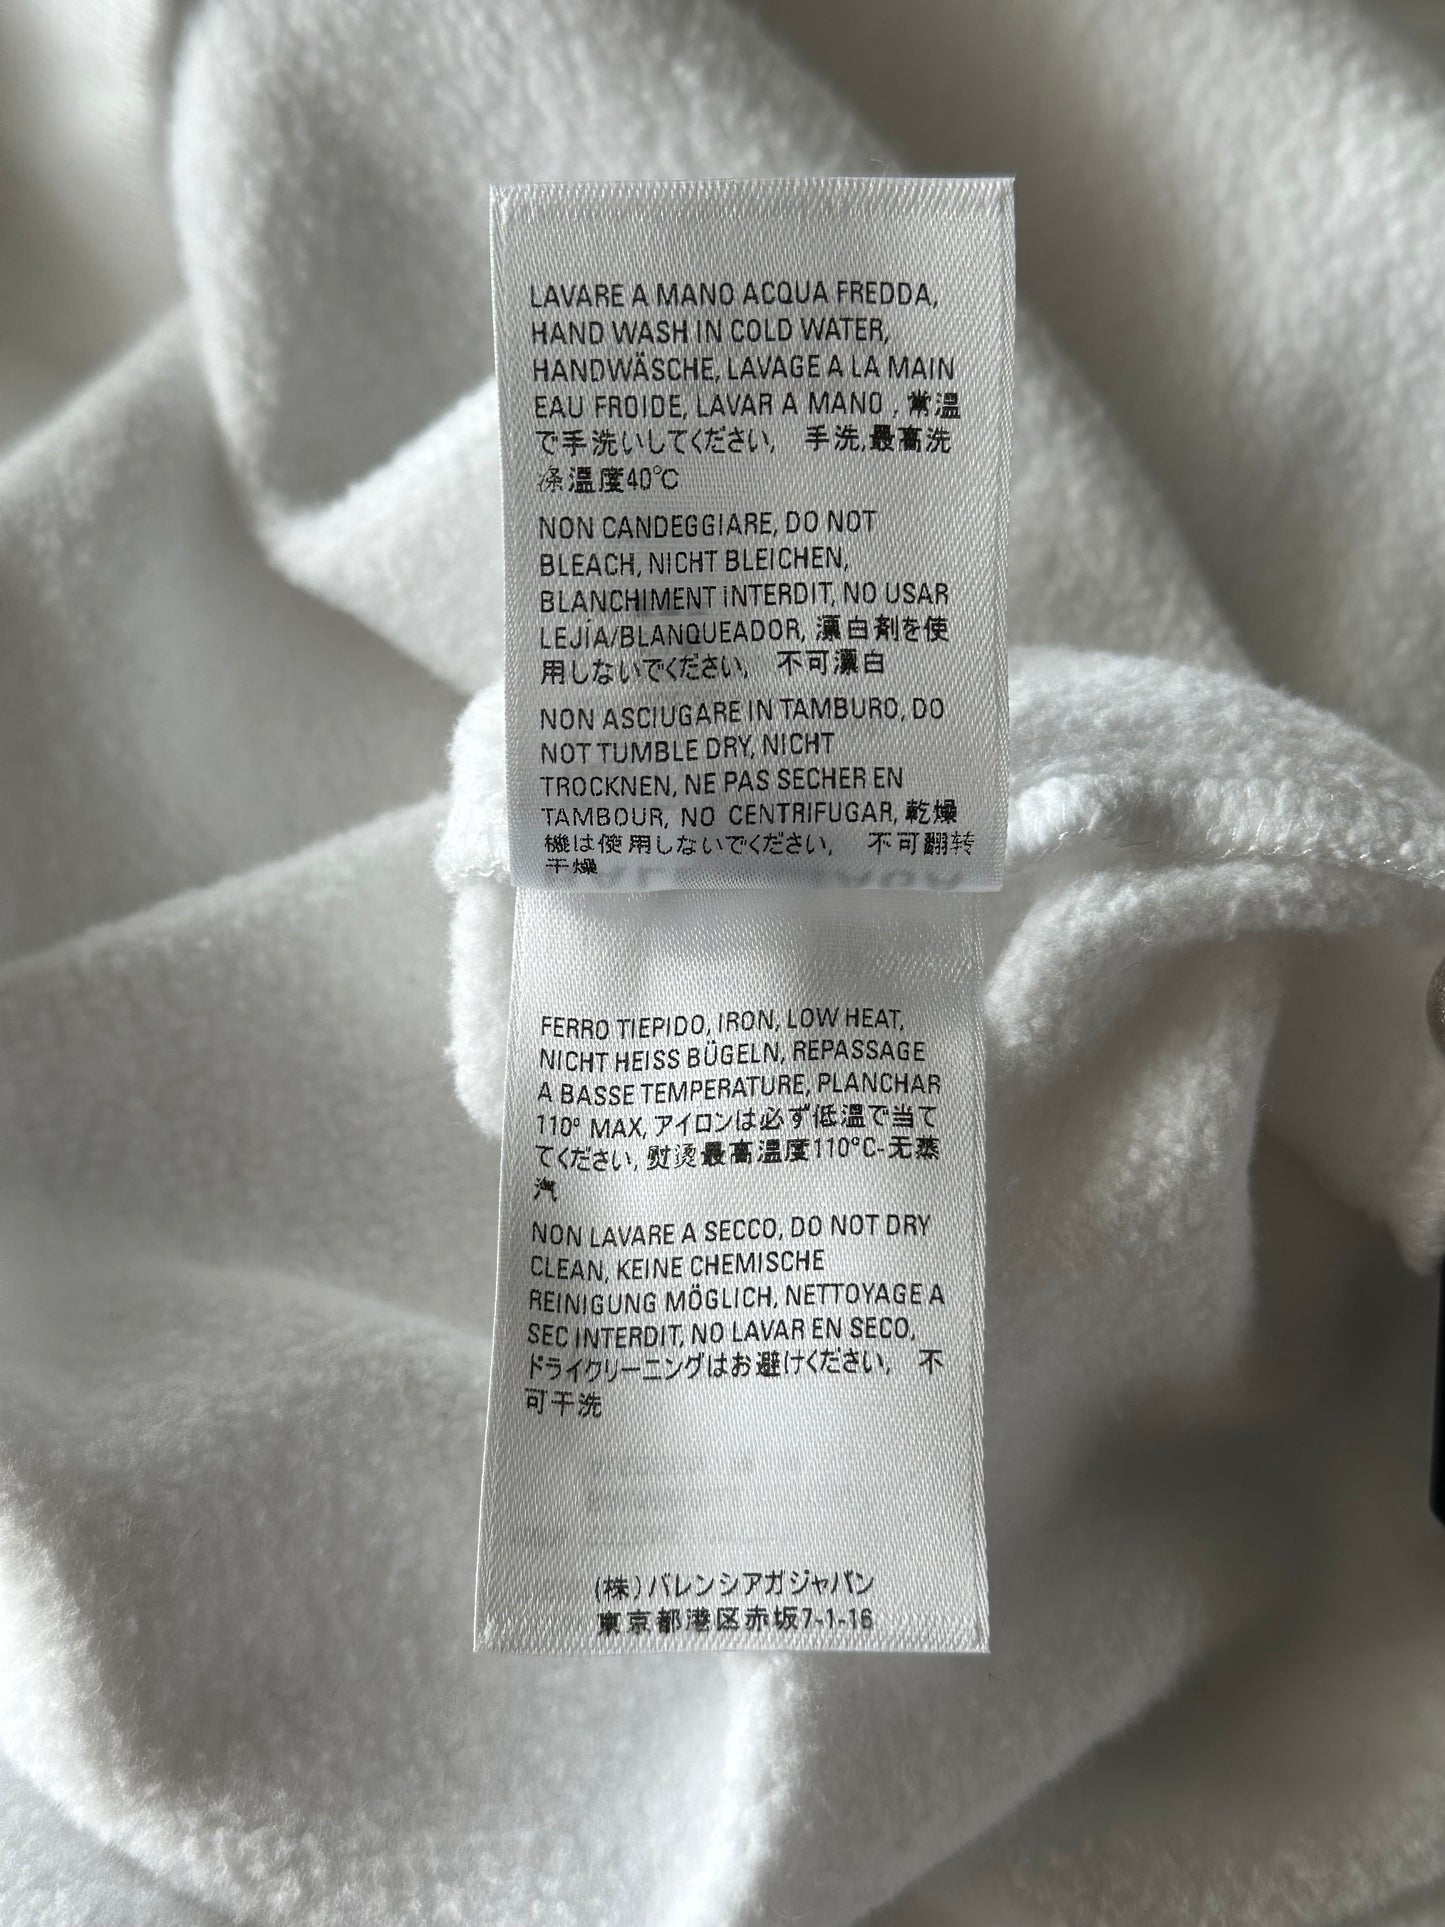 LAVARE A MANO ACQUA FREDDA,
HAND WASH IN COLD WATER,
HANDWÄSCHE, LAVAGE A LA MAIN
EAU FROIDE, LAVAR A MANO , 常温
で手洗いしてください, 手洗,最高洗
涤温度40°C
NON CANDEGGIARE, DO NOT
BLEACH, NICHT BLEICHEN,
BLANCHIMENT INTERDIT, NO USAR
LEJÍA/BLANQUEADOR, 漂白剤を使
用しないでください, 不可漂白
NON ASCIUGARE IN TAMBURO, DO
NOT TUMBLE DRY, NICHT
TROCKNEN, NE PAS SECHER EN
TAMBOUR, NO CENTRIFUGAR, 乾燥
機は使用しないでください, 不可翻转
干燥
FERRO TIEPIDO, IRON, LOW HEAT,
NICHT HEISS BÜGELN, REPASSAGE
A BASSE TEMPERATURE, PLANCHAR
110° MAX, アイロンは必ず低温で当て
てください, 熨烫最高温度110°C-无蒸
汽
NON LAVARE A SECCO, DO NOT DRY
CLEAN, KEINE CHEMISCHE
REINIGUNG MÖGLICH, NETTOYAGE A
SEC INTERDIT, NO LAVAR EN SECO,
ドライクリーニングはお避けください, 不
可干洗
(株)バレンシアガジャパン
東京都港区赤坂7-1-16